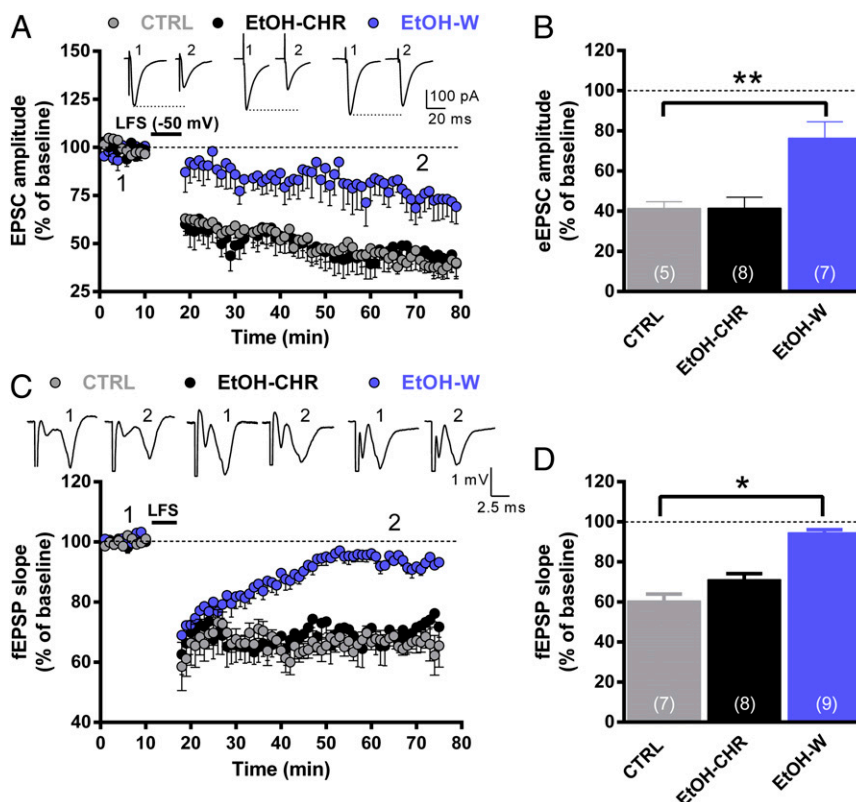 A
CTRL EtOH-CHR EtOH-W
1 2 1 2 1 2
100 pA
20 ms
LFS (-50 mV)
1
2
EPSC amplitude
(% of baseline)
150
125
100
75
50
25
0 10 20 30 40 50 60 70 80
Time (min)
B
**
eEPSC amplitude
(% of baseline)
120
100
80
60
40
20
0
(5) (8) (7)
CTRL EtOH-CHR EtOH-W
C
CTRL EtOH-CHR EtOH-W
1 2 1 2 1 2
1 mV
2.5 ms
LFS
1
2
fEPSP slope
(% of baseline)
120
100
80
60
40
0 10 20 30 40 50 60 70 80
Time (min)
D
*
fEPSP slope
(% of baseline)
120
100
80
60
40
20
0
(7) (8) (9)
CTRL EtOH-CHR EtOH-W